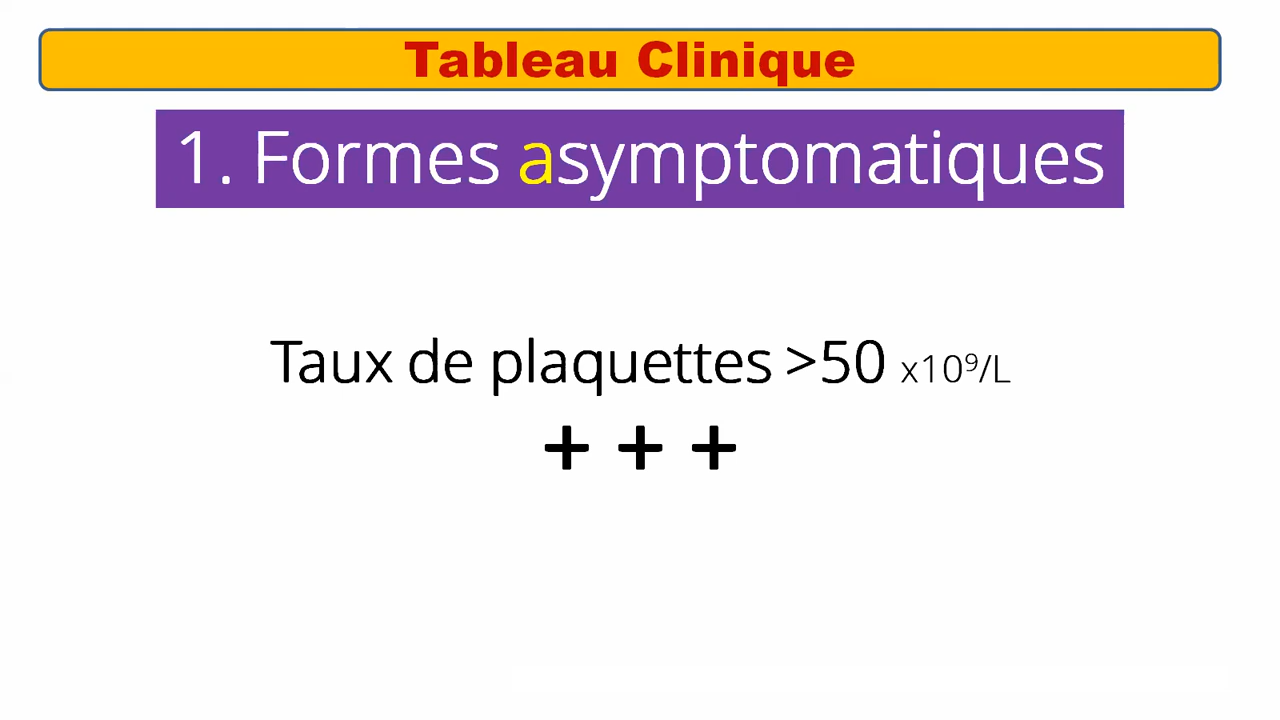 Tableau Clinique
1. Formes asymptomatiques
Taux de plaquettes >50 x10⁹/L
+ + +